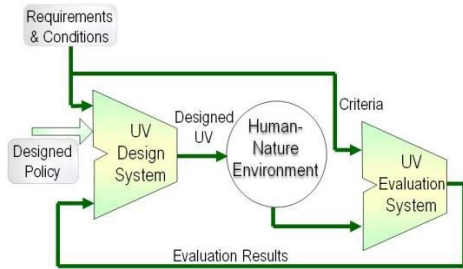 Requirements
& Conditions
Designed
Policy
UV
Design
System
Designed
UV
Human-
Nature
Environment
Criteria
UV
Evaluation
System
Evaluation Results